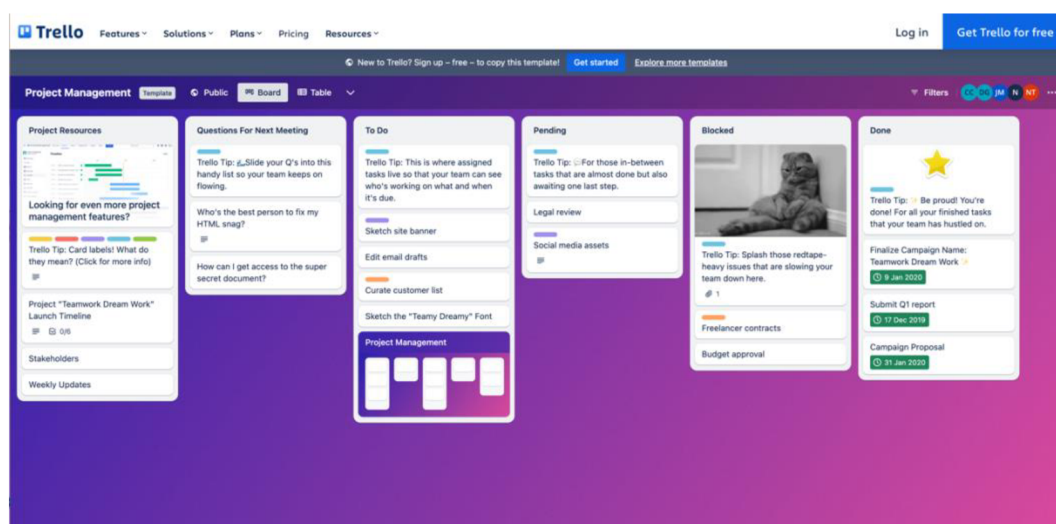 Trello Features Solutions Plans Pricing Resources Log in Get Trello for free
New to Trello? Sign up – free – to copy this template! Get started Explore more templates
Project Management Template Public Board Table Filters CC DG JM N NT
Project Resources
Looking for even more project
management features?
Trello Tip: Card labels! What do
they mean? (Click for more info)
Project "Teamwork Dream Work"
Launch Timeline
0/6
Stakeholders
Weekly Updates
Questions For Next Meeting
Trello Tip: Slide your Q's into this
handy list so your team keeps on
flowing.
Who's the best person to fix my
HTML snag?
How can I get access to the super
secret document?
To Do
Trello Tip: This is where assigned
tasks live so that your team can see
who's working on what and when
it's due.
Sketch site banner
Edit email drafts
Curate customer list
Sketch the "Teamy Dreamy" Font
Project Management
Pending
Trello Tip: For those in-between
tasks that are almost done but also
awaiting one last step.
Legal review
Social media assets
Blocked
Trello Tip: Splash those redtape-
heavy issues that are slowing your
team down here.
1
Freelancer contracts
Budget approval
Done
Trello Tip: Be proud! You're
done! For all your finished tasks
that your team has hustled on.
Finalize Campaign Name:
Teamwork Dream Work
9 Jan 2020
Submit Q1 report
17 Dec 2019
Campaign Proposal
31 Jan 2020